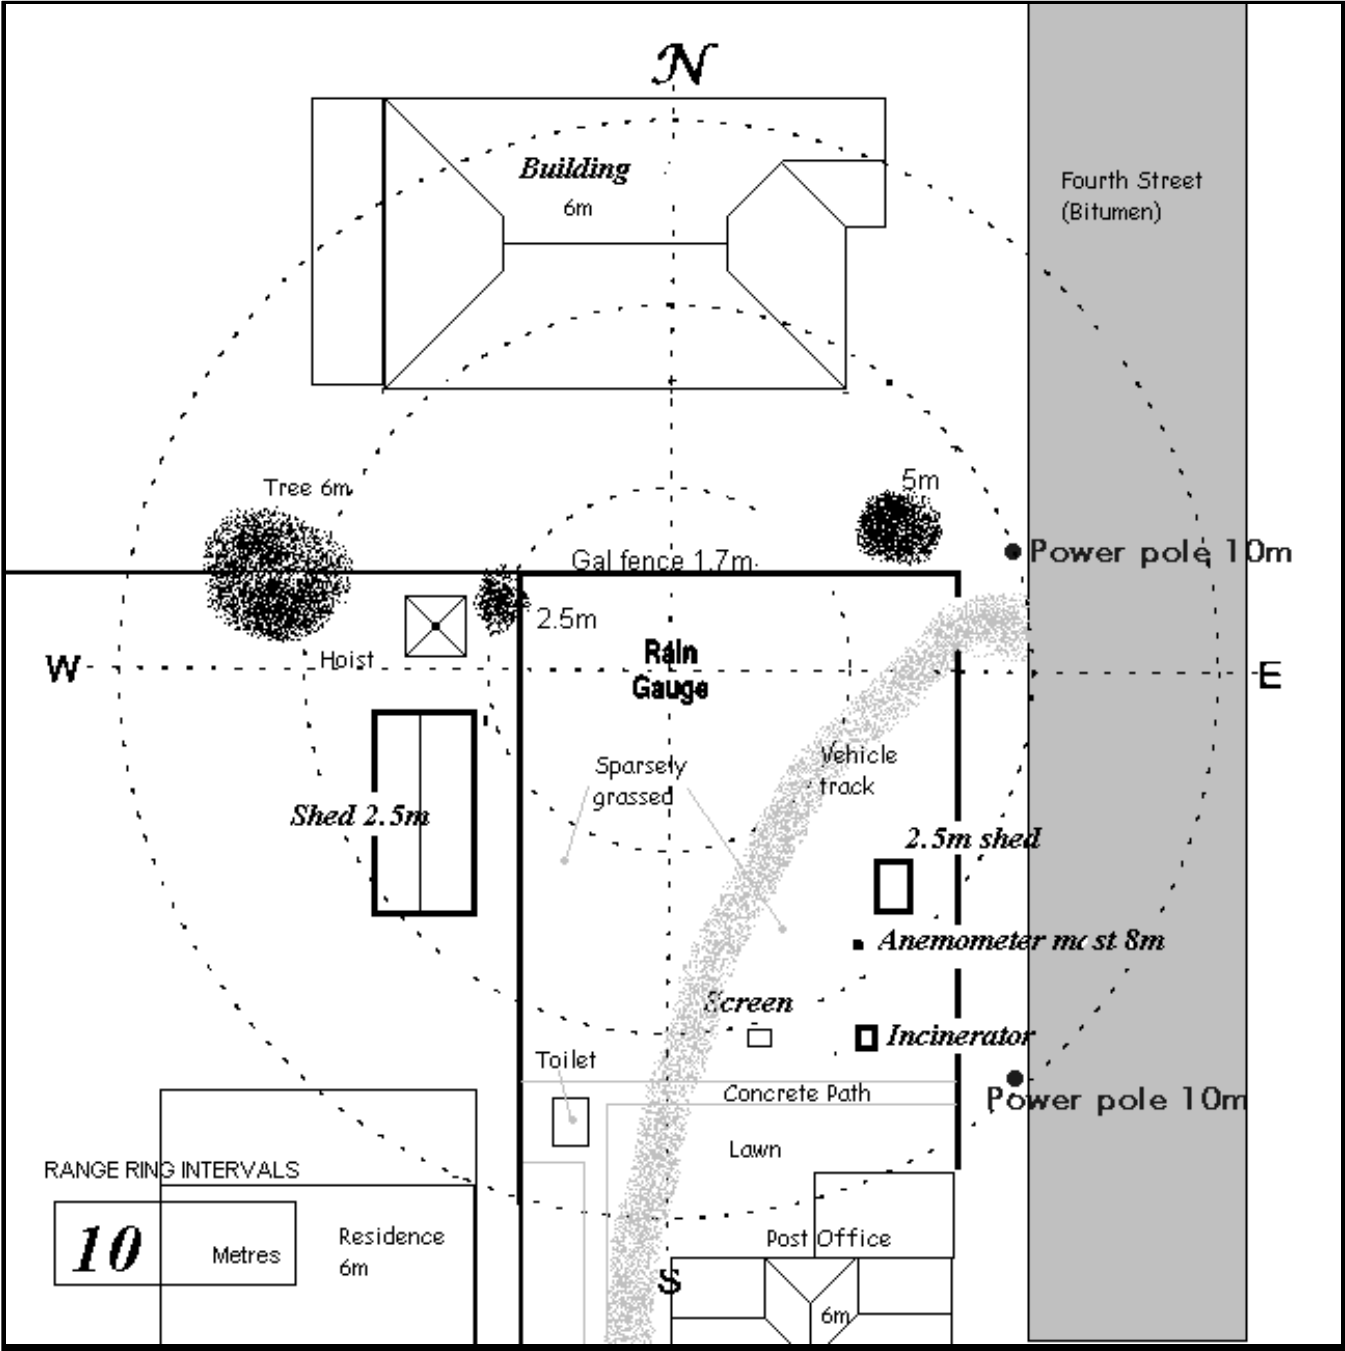 N
Building
6m
Fourth Street
(Bitumen)
Tree 6m
5m
Power pole 10m
Gal fence 1.7m
2.5m
Hoist
Rain
Gauge
W
E
Sparsely
grassed
Vehicle
track
Shed 2.5m
2.5m shed
Anemometer mast 8m
Screen
Incinerator
Toilet
Concrete Path
Power pole 10m
Lawn
RANGE RING INTERVALS
10 Metres
Residence
6m
Post Office
S
6m